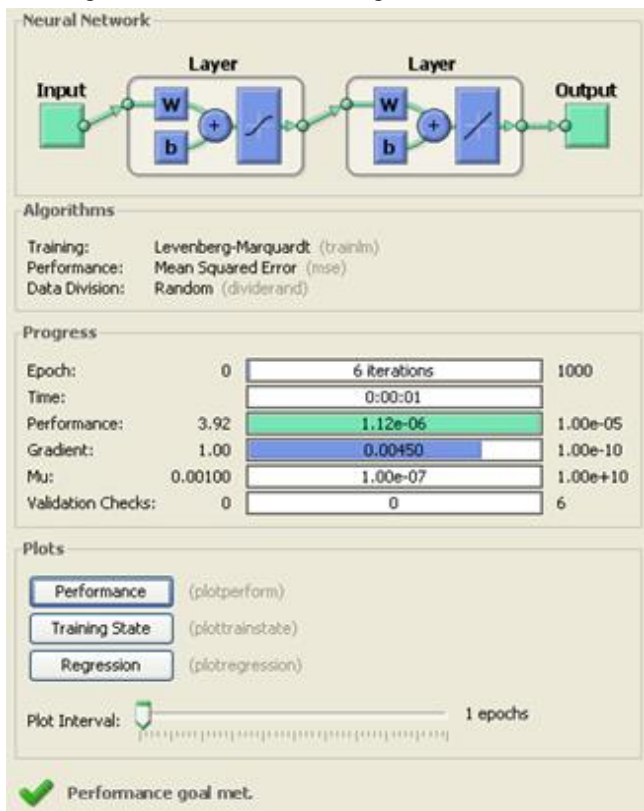 Neural Network
Layer Layer
Input Output
W W
+ +
b b
Algorithms
Training: Levenberg-Marquardt (trainlm)
Performance: Mean Squared Error (mse)
Data Division: Random (dividerand)
Progress
Epoch: 0 6 iterations 1000
Time: 0:00:01
Performance: 3.92 1.12e-06 1.00e-05
Gradient: 1.00 0.00450 1.00e-10
Mu: 0.00100 1.00e-07 1.00e+10
Validation Checks: 0 0 6
Plots
Performance (plotperform)
Training State (plottrainstate)
Regression (plotregression)
Plot Interval: 1 epochs
Performance goal met.